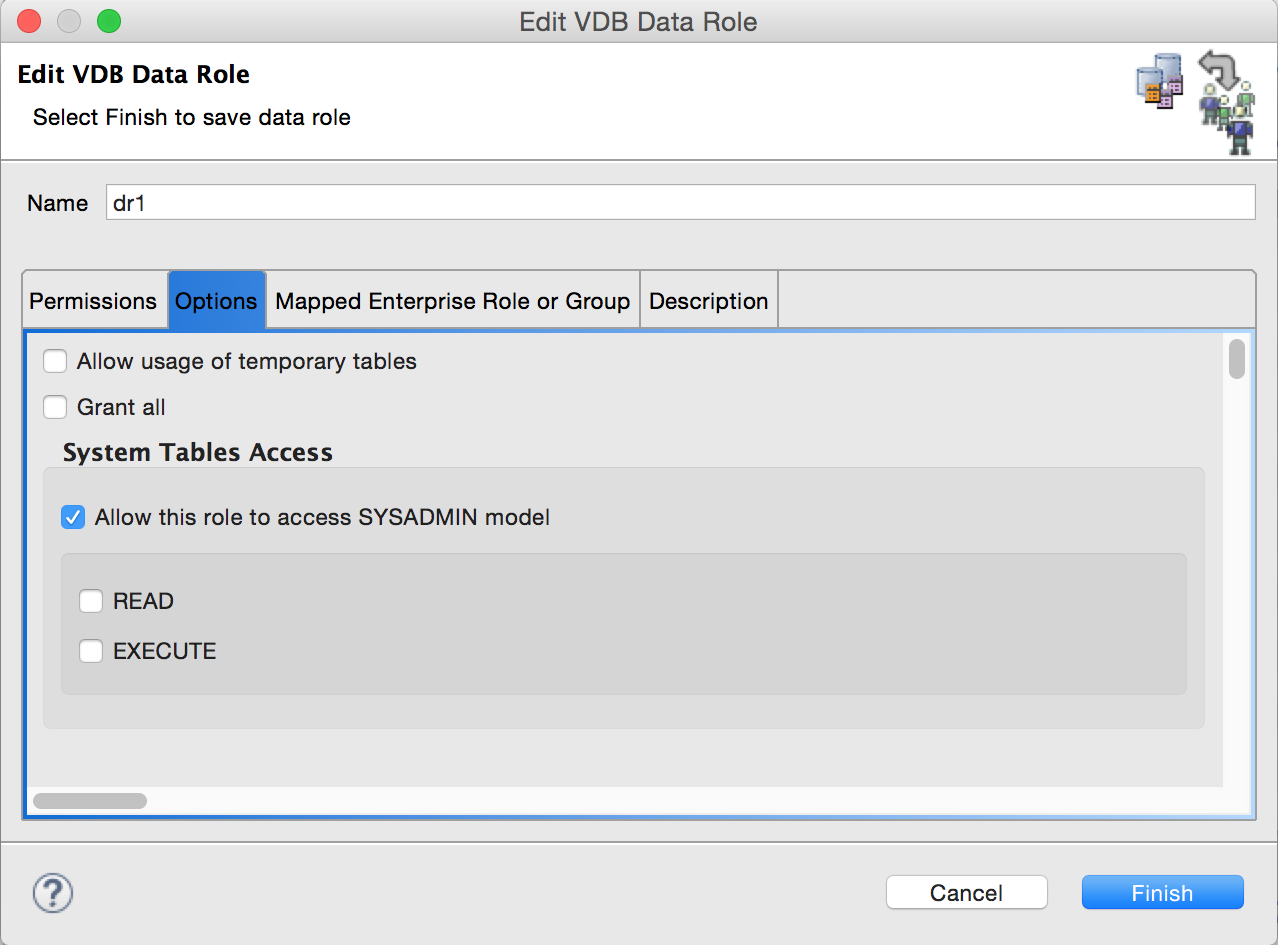 Edit VDB Data Role
Edit VDB Data Role
Select Finish to save data role
Name dr1
Permissions Options Mapped Enterprise Role or Group Description
Allow usage of temporary tables
Grant all
System Tables Access
Allow this role to access SYSADMIN model
READ
EXECUTE
? Cancel Finish